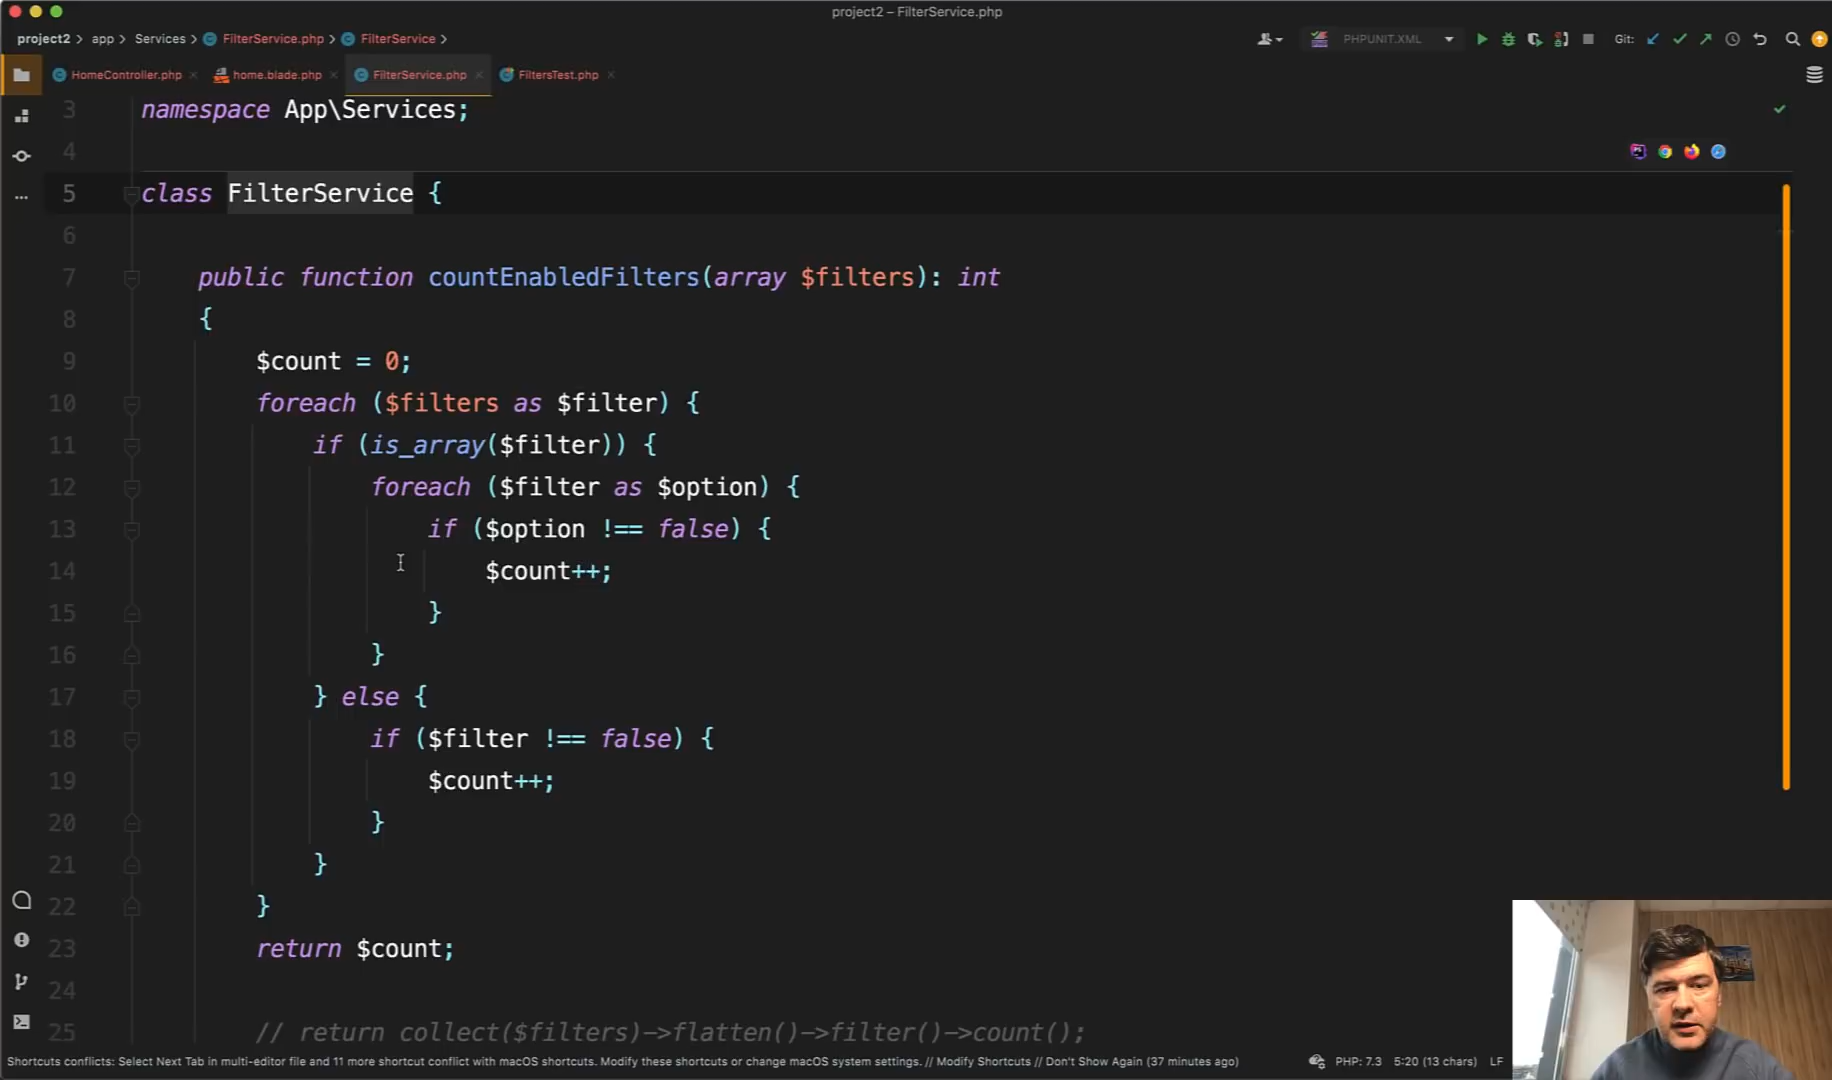 project2 – FilterService.php
project2 > app > Services > FilterService.php > FilterService >
PHPUNIT.XML
Git:
HomeController.php
home.blade.php
FilterService.php
FiltersTest.php
3 namespace App\Services;
4
5 class FilterService {
6
7 public function countEnabledFilters(array $filters): int
8 {
9 $count = 0;
10 foreach ($filters as $filter) {
11 if (is_array($filter)) {
12 foreach ($filter as $option) {
13 if ($option !== false) {
14 $count++;
15 }
16 }
17 } else {
18 if ($filter !== false) {
19 $count++;
20 }
21 }
22 }
23 return $count;
24
25 // return collect($filters)->flatten()->filter()->count();
Shortcuts conflicts: Select Next Tab in multi-editor file and 11 more shortcut conflict with macOS shortcuts. Modify these shortcuts or change macOS system settings. // Modify Shortcuts // Don't Show Again (37 minutes ago)
PHP: 7.3 5:20 (13 chars) LF